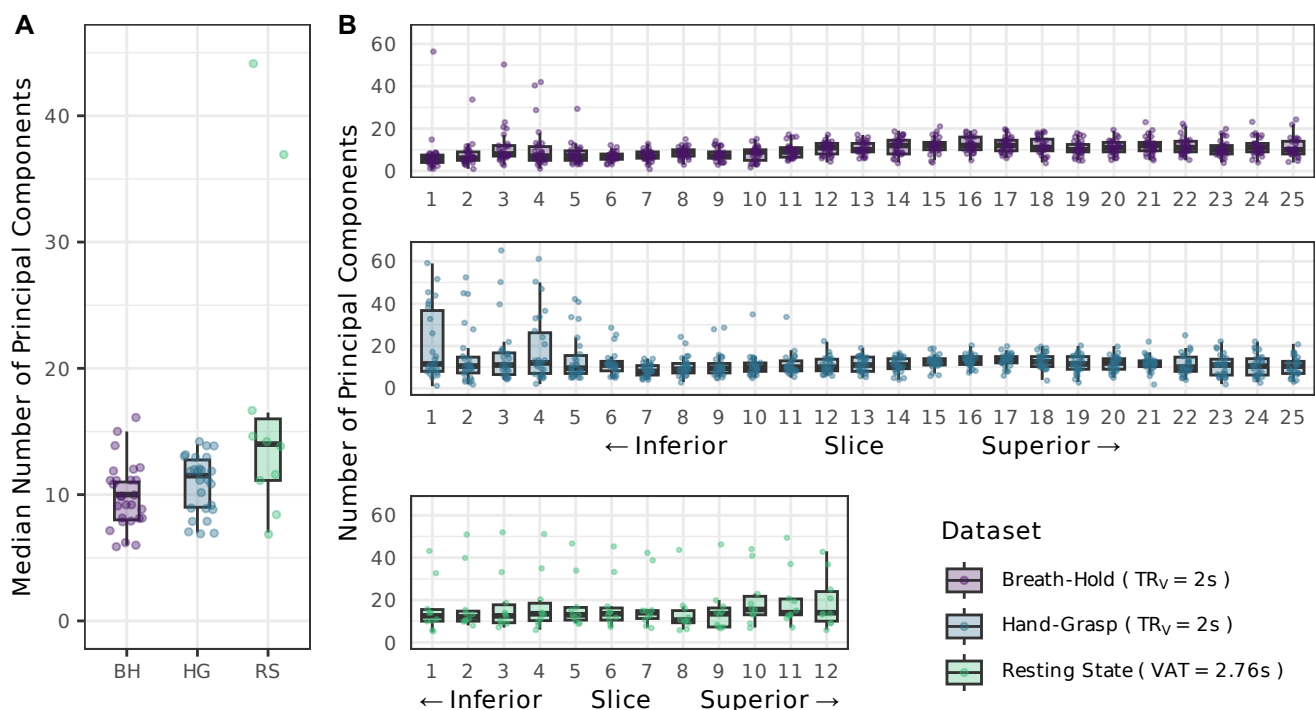 A
Median Number of Principal Components
40
30
20
10
0
BH HG RS
B
Number of Principal Components
60
40
20
0
1 2 3 4 5 6 7 8 9 10 11 12 13 14 15 16 17 18 19 20 21 22 23 24 25
60
40
20
0
1 2 3 4 5 6 7 8 9 10 11 12 13 14 15 16 17 18 19 20 21 22 23 24 25
← Inferior Slice Superior →
60
40
20
0
1 2 3 4 5 6 7 8 9 10 11 12
← Inferior Slice Superior →
Dataset
Breath-Hold ( TRV = 2s )
Hand-Grasp ( TRV = 2s )
Resting State ( VAT = 2.76s )